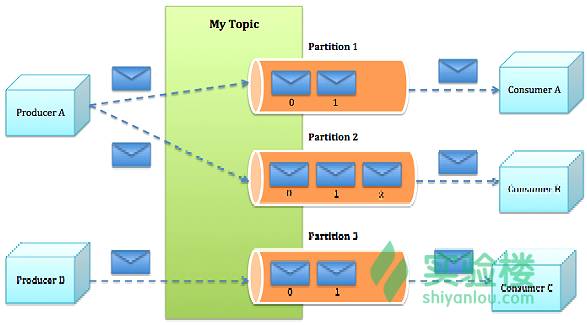 My Topic
Partition 1
0 1
Producer A
Consumer A
Partition 2
0 1 2
Consumer B
Partition 3
0 1
Producer B
Consumer C
实验楼
shiyanlou.com